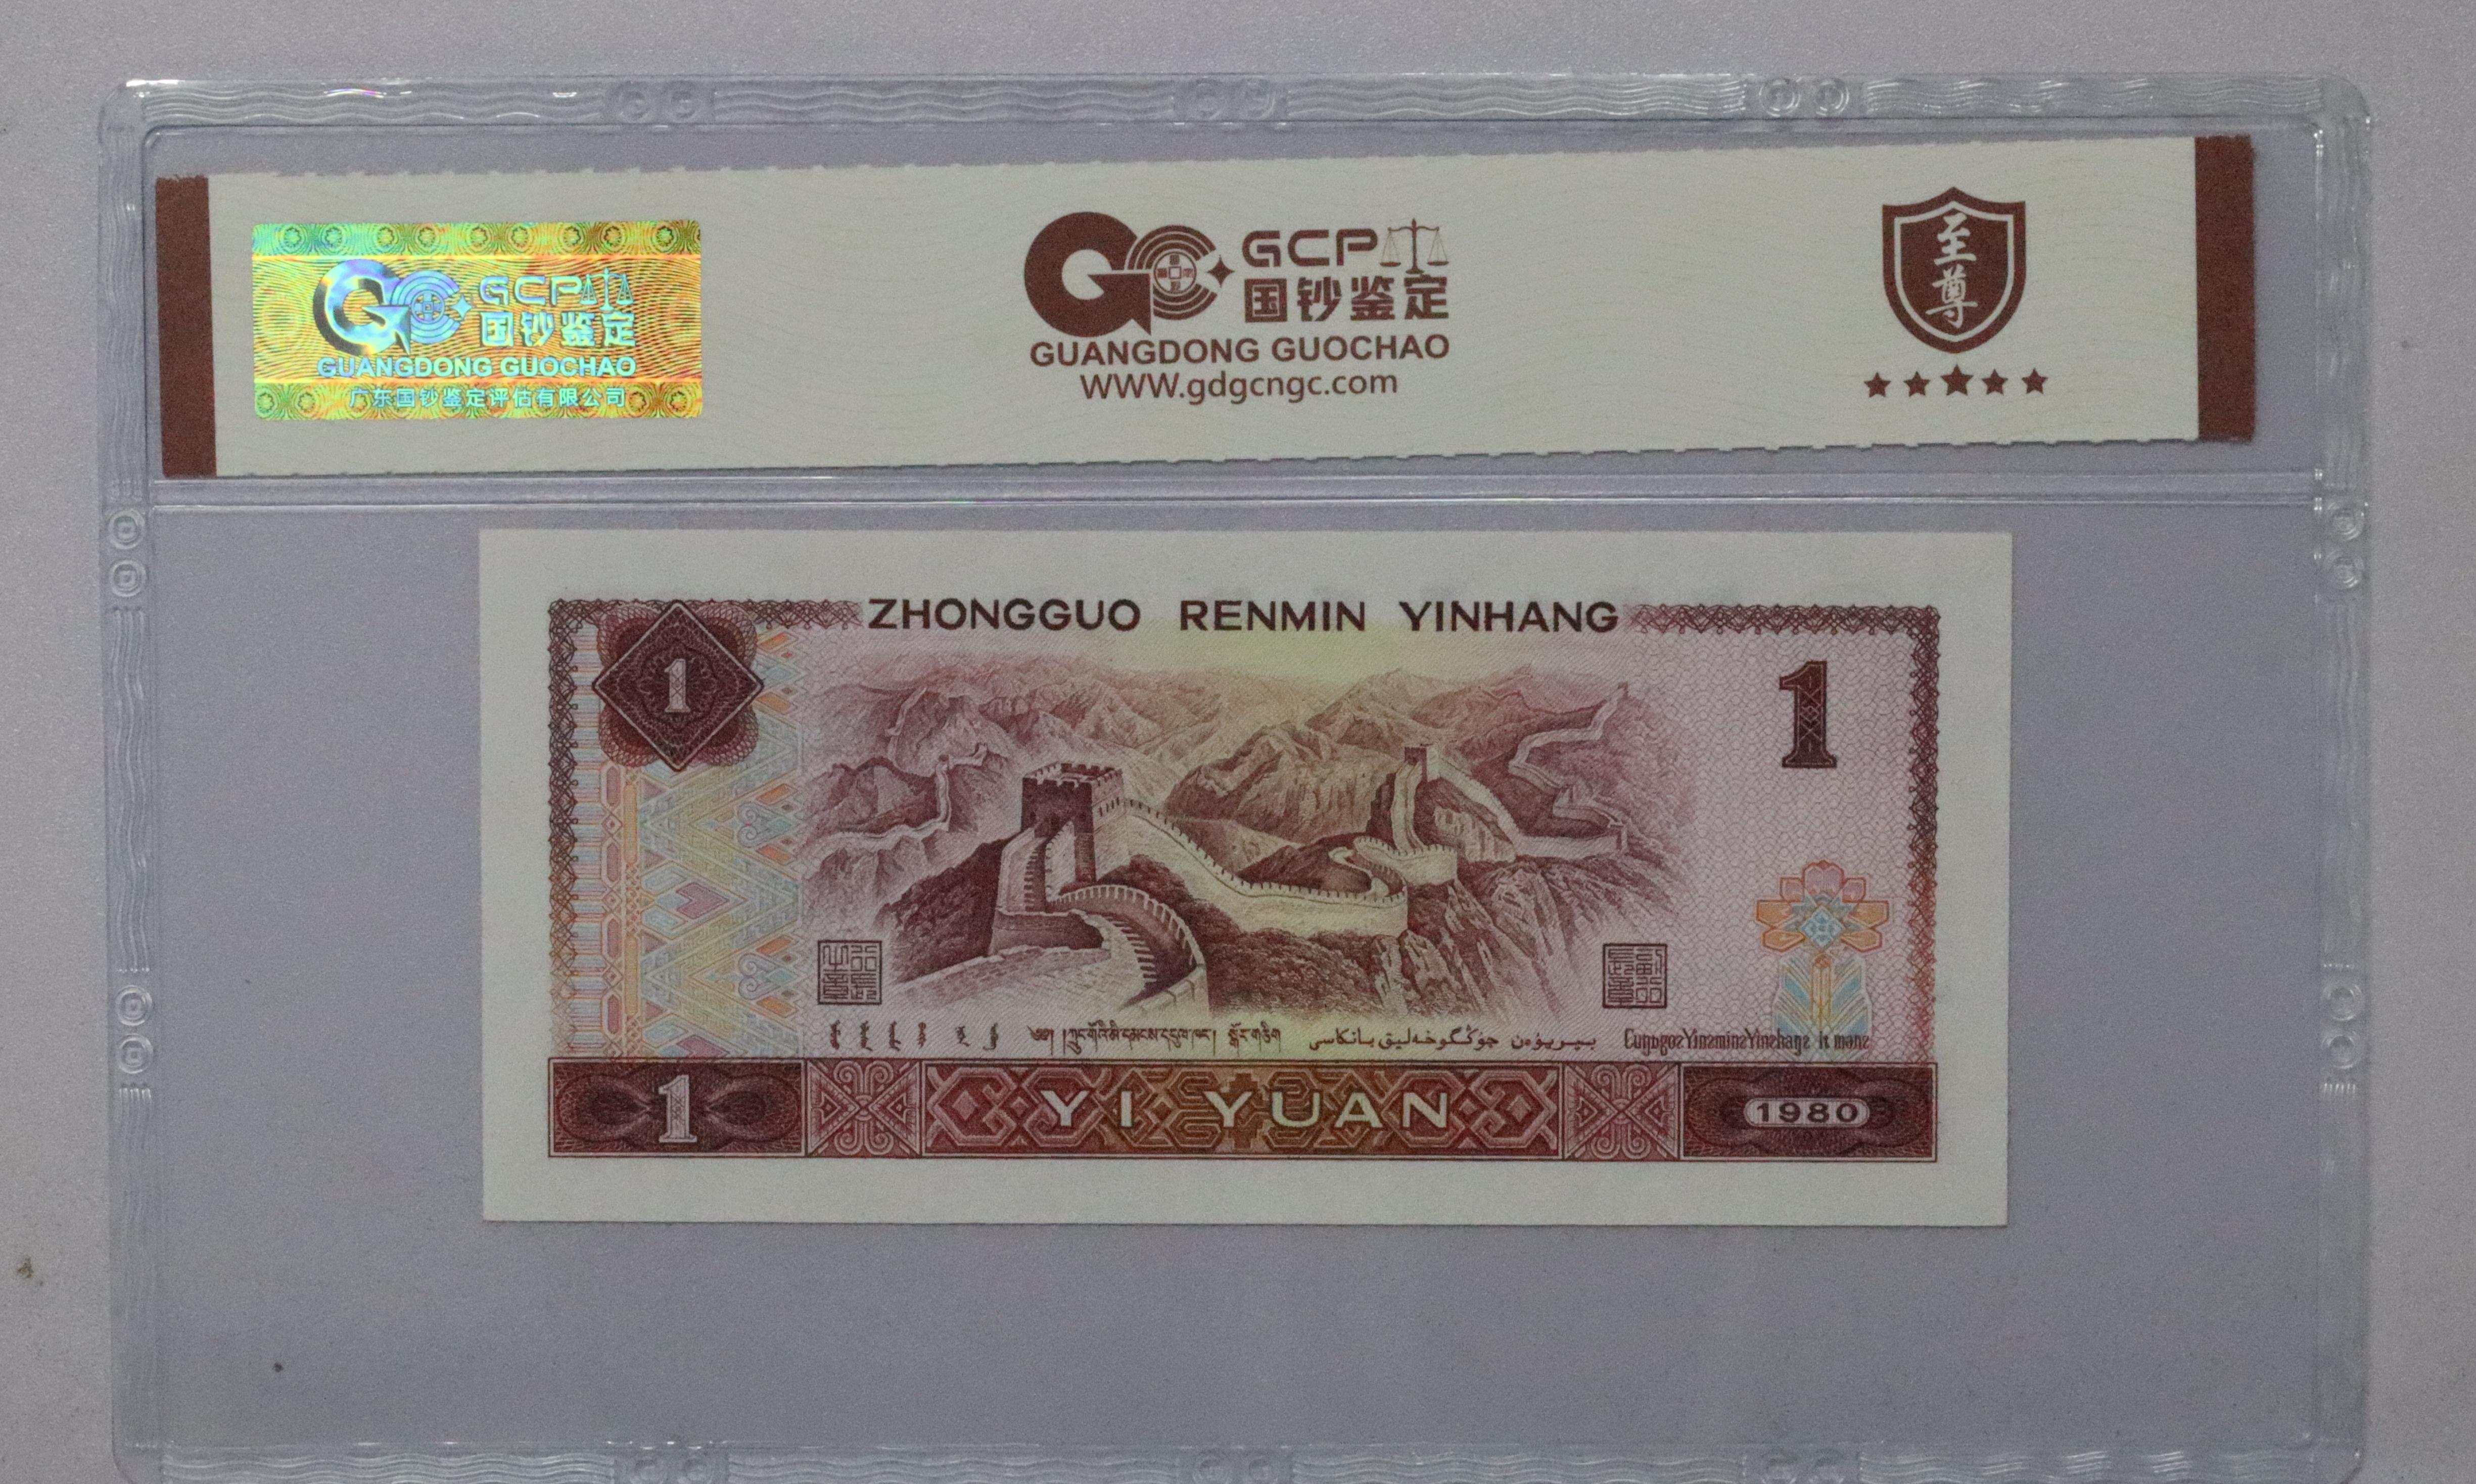 GCP
国钞鉴定
GUANGDONG GUOCHAO
广东国钞鉴定评估有限公司
GCP
国钞鉴定
GUANGDONG GUOCHAO
WWW.gdgcngc.com
至尊
ZHONGGUO RENMIN YINHANG
1
1
1
YI YUAN
1980